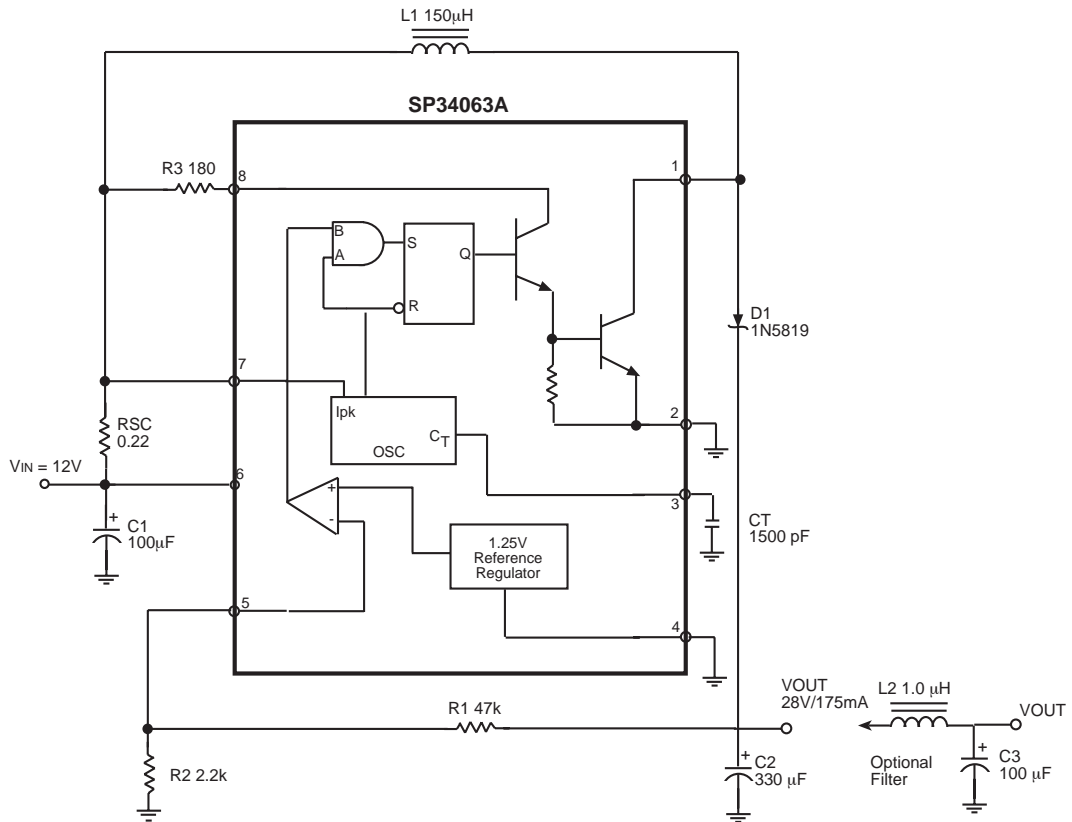 L1 150μH
SP34063A
R3 180
8
1
B
A
S
Q
R
D1
1N5819
7
Ipk
CT
OSC
2
RSC
0.22
VIN = 12V
6
+
-
3
CT
1500 pF
+
C1
100μF
1.25V
Reference
Regulator
5
4
VOUT
28V/175mA
L2 1.0 μH
VOUT
R1 47k
R2 2.2k
+
C2
330 μF
Optional
Filter
+
C3
100 μF